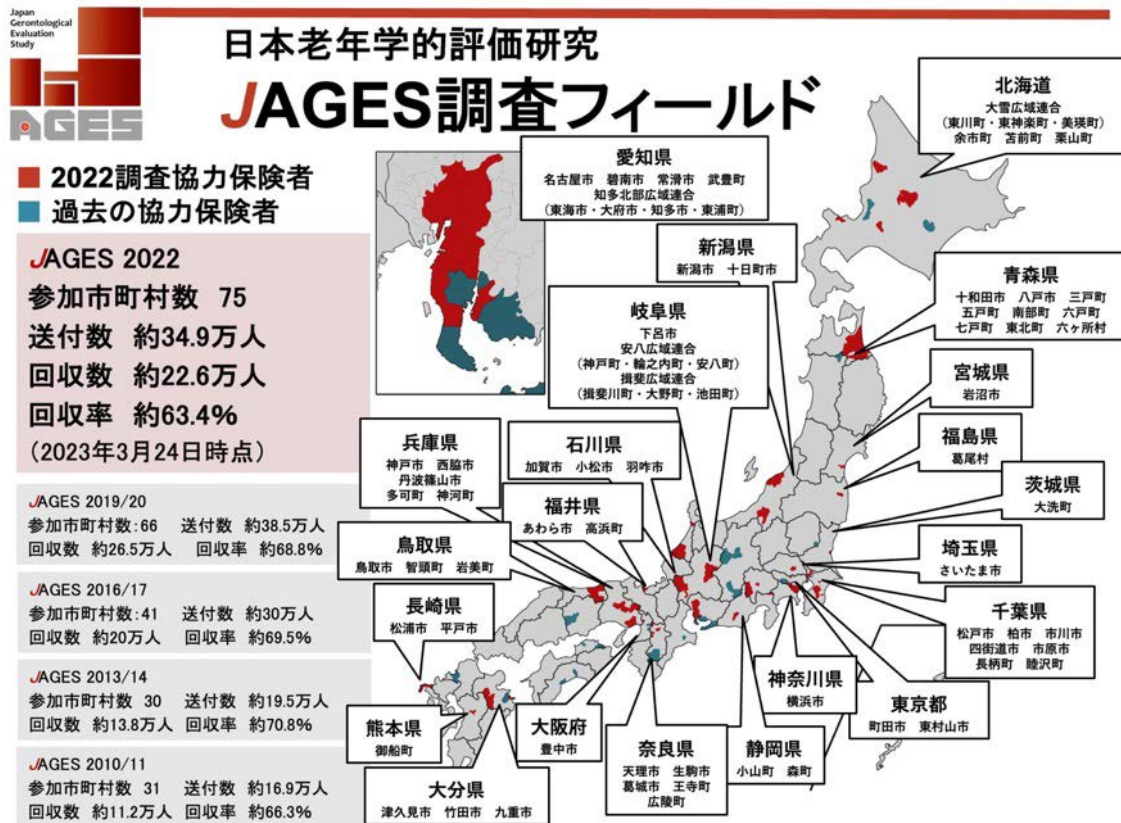 Japan
Gerontological
Evaluation
Study
AGES
日本老年学的評価研究
JAGES調査フィールド
2022調査協力保険者
過去の協力保険者
JAGES 2022
参加市町村数 75
送付数 約34.9万人
回収数 約22.6万人
回収率 約63.4%
(2023年3月24日時点)
JAGES 2019/20
参加市町村数:66 送付数 約38.5万人
回収数 約26.5万人 回収率 約68.8%
JAGES 2016/17
参加市町村数:41 送付数 約30万人
回収数 約20万人 回収率 約69.5%
JAGES 2013/14
参加市町村数 30 送付数 約19.5万人
回収数 約13.8万人 回収率 約70.8%
JAGES 2010/11
参加市町村数 31 送付数 約16.9万人
回収数 約11.2万人 回収率 約66.3%
北海道
大雪広域連合
(東川町・東神楽町・美瑛町)
余市町 苫前町 栗山町
愛知県
名古屋市 碧南市 常滑市 武豊町
知多北部広域連合
(東海市・大府市・知多市・東浦町)
新潟県
新潟市 十日町市
青森県
十和田市 八戸市 三戸町
五戸町 南部町 六戸町
七戸町 東北町 六ヶ所村
岐阜県
下呂市
安八広域連合
(神戸町・輪之内町・安八町)
揖斐広域連合
(揖斐川町・大野町・池田町)
宮城県
岩沼市
福島県
葛尾村
兵庫県
神戸市 西脇市
丹波篠山市
多可町 神河町
石川県
加賀市 小松市 羽咋市
茨城県
大洗町
福井県
あわら市 高浜町
埼玉県
さいたま市
鳥取県
鳥取市 智頭町 岩美町
千葉県
松戸市 柏市 市川市
四街道市 市原市
長柄町 睦沢町
長崎県
松浦市 平戸市
神奈川県
横浜市
東京都
町田市 東村山市
熊本県
御船町
大阪府
豊中市
奈良県
天理市 生駒市
葛城市 王寺町
広陵町
静岡県
小山町 森町
大分県
津久見市 竹田市 九重市